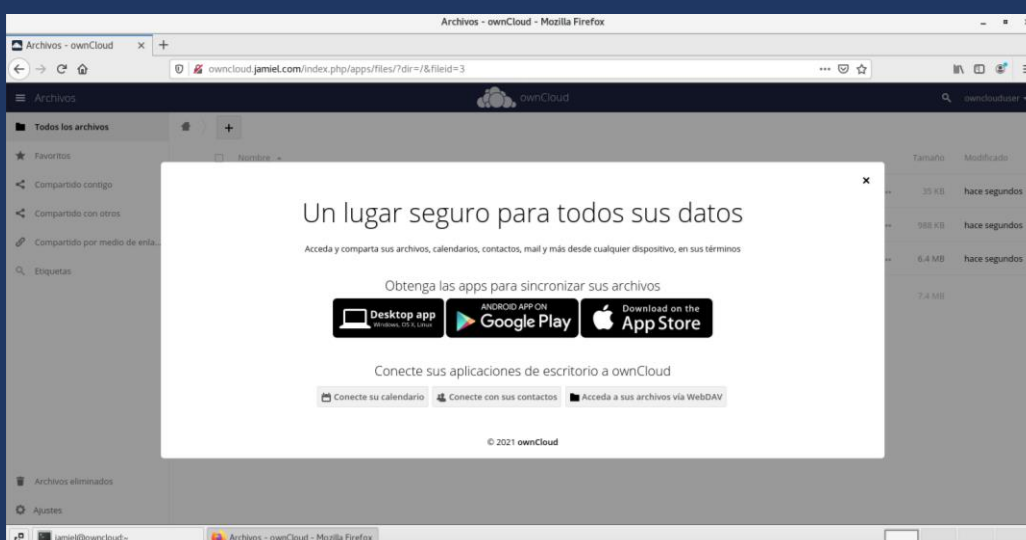 Archivos - ownCloud - Mozilla Firefox
Archivos - ownCloud × +
owncloud.jamiel.com/index.php/apps/files/?dir=/&fileid=3
Archivos
ownCloud
ownclouduser
Todos los archivos
+
Favoritos
Nombre
Tamaño Modificado
Compartido contigo
35 KB hace segundos
Compartido con otros
988 KB hace segundos
Compartido por medio de enla...
6.4 MB hace segundos
Etiquetas
7.4 MB
×
Un lugar seguro para todos sus datos
Acceda y comparta sus archivos, calendarios, contactos, mail y más desde cualquier dispositivo, en sus términos
Obtenga las apps para sincronizar sus archivos
Desktop app
Windows, OS X, Linux
ANDROID APP ON
Google Play
Download on the
App Store
Conecte sus aplicaciones de escritorio a ownCloud
Conecte su calendario Conecte con sus contactos Acceda a sus archivos vía WebDAV
© 2021 ownCloud
Archivos eliminados
Ajustes
jamiel@owncloud:~ Archivos - ownCloud - Mozilla Firefox